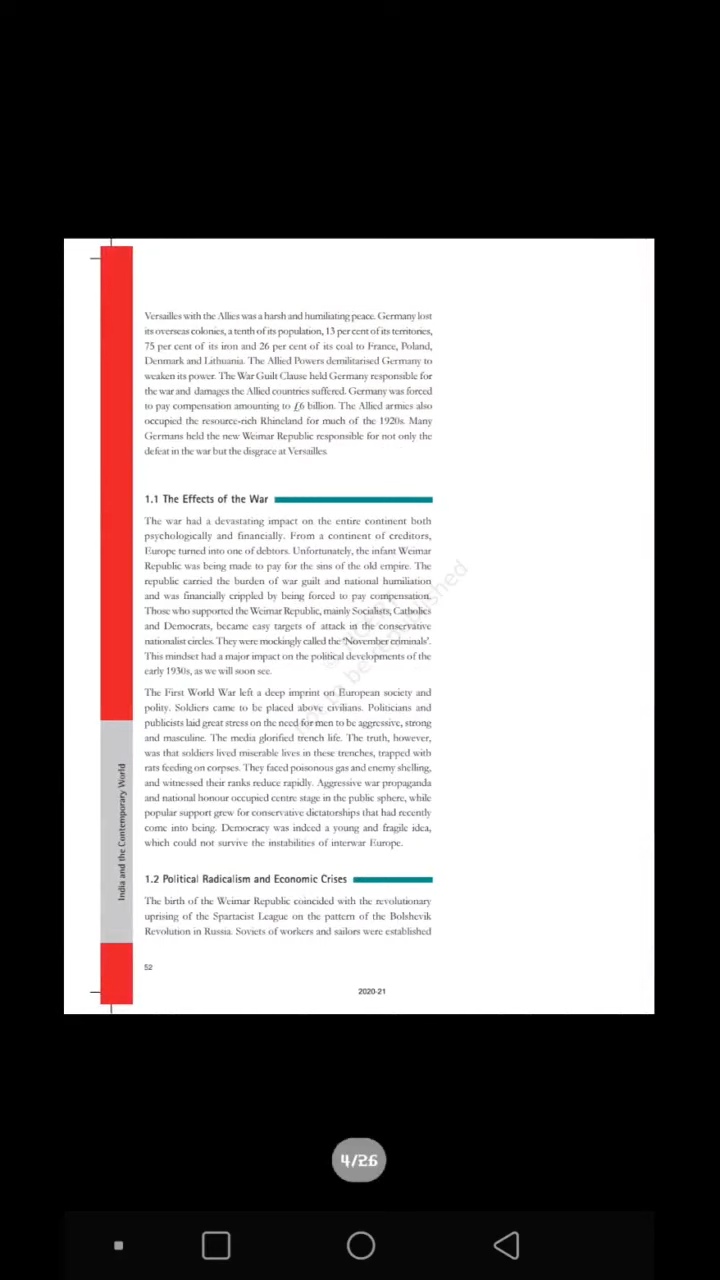 Versailles with the Allies was a harsh and humiliating peace. Germany lost
its overseas colonies, a tenth of its population, 13 per cent of its territories,
75 per cent of its iron and 26 per cent of its coal to France, Poland,
Denmark and Lithuania. The Allied Powers demilitarised Germany to
weaken its power. The War Guilt Clause held Germany responsible for
the war and damages the Allied countries suffered. Germany was forced
to pay compensation amounting to £6 billion. The Allied armies also
occupied the resource-rich Rhineland for much of the 1920s. Many
Germans held the new Weimar Republic responsible for not only the
defeat in the war but the disgrace at Versailles.
1.1 The Effects of the War
The war had a devastating impact on the entire continent both
psychologically and financially. From a continent of creditors,
Europe turned into one of debtors. Unfortunately, the infant Weimar
Republic was being made to pay for the sins of the old empire. The
republic carried the burden of war guilt and national humiliation
and was financially crippled by being forced to pay compensation.
Those who supported the Weimar Republic, mainly Socialists, Catholics
and Democrats, became easy targets of attack in the conservative
nationalist circles. They were mockingly called the ‘November criminals’.
This mindset had a major impact on the political developments of the
early 1930s, as we will soon see.
The First World War left a deep imprint on European society and
polity. Soldiers came to be placed above civilians. Politicians and
publicists laid great stress on the need for men to be aggressive, strong
and masculine. The media glorified trench life. The truth, however,
was that soldiers lived miserable lives in these trenches, trapped with
rats feeding on corpses. They faced poisonous gas and enemy shelling,
and witnessed their ranks reduce rapidly. Aggressive war propaganda
and national honour occupied centre stage in the public sphere, while
popular support grew for conservative dictatorships that had recently
come into being. Democracy was indeed a young and fragile idea,
which could not survive the instabilities of interwar Europe.
1.2 Political Radicalism and Economic Crises
The birth of the Weimar Republic coincided with the revolutionary
uprising of the Spartacist League on the pattern of the Bolshevik
Revolution in Russia. Soviets of workers and sailors were established
India and the Contemporary World
52
2020-21
4/26